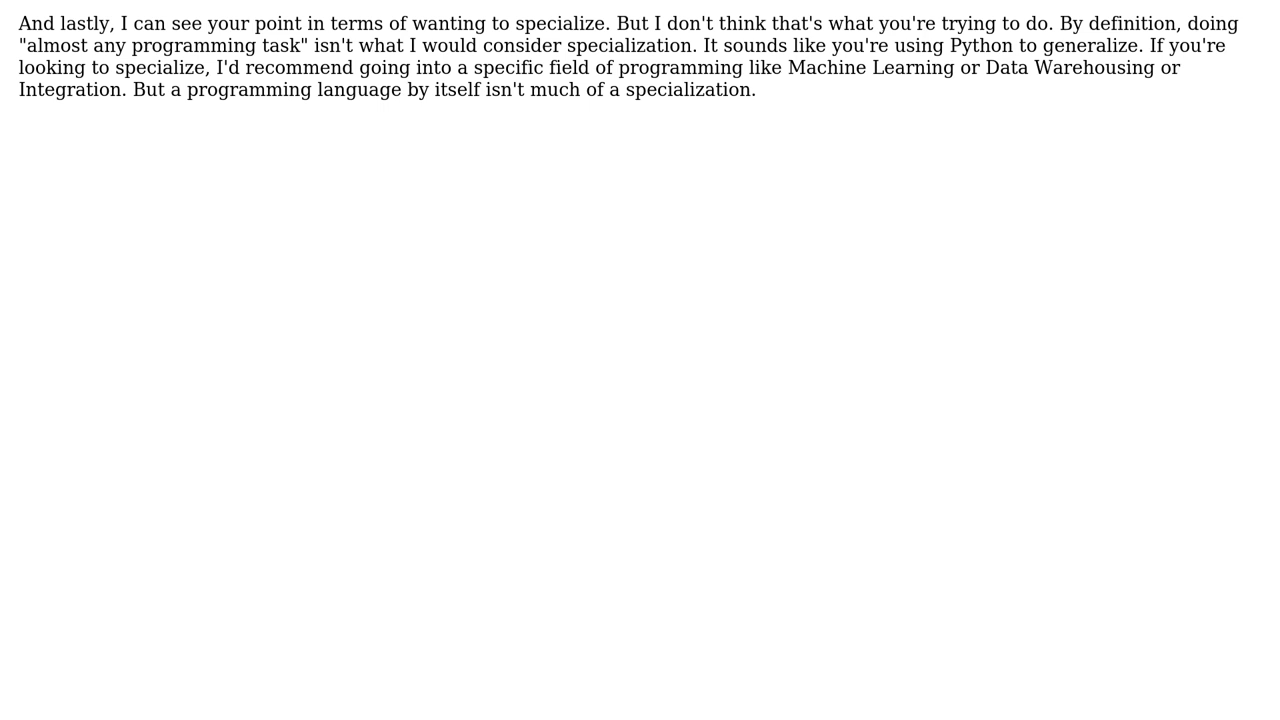 And lastly, I can see your point in terms of wanting to specialize. But I don't think that's what you're trying to do. By definition, doing
"almost any programming task" isn't what I would consider specialization. It sounds like you're using Python to generalize. If you're
looking to specialize, I'd recommend going into a specific field of programming like Machine Learning or Data Warehousing or
Integration. But a programming language by itself isn't much of a specialization.